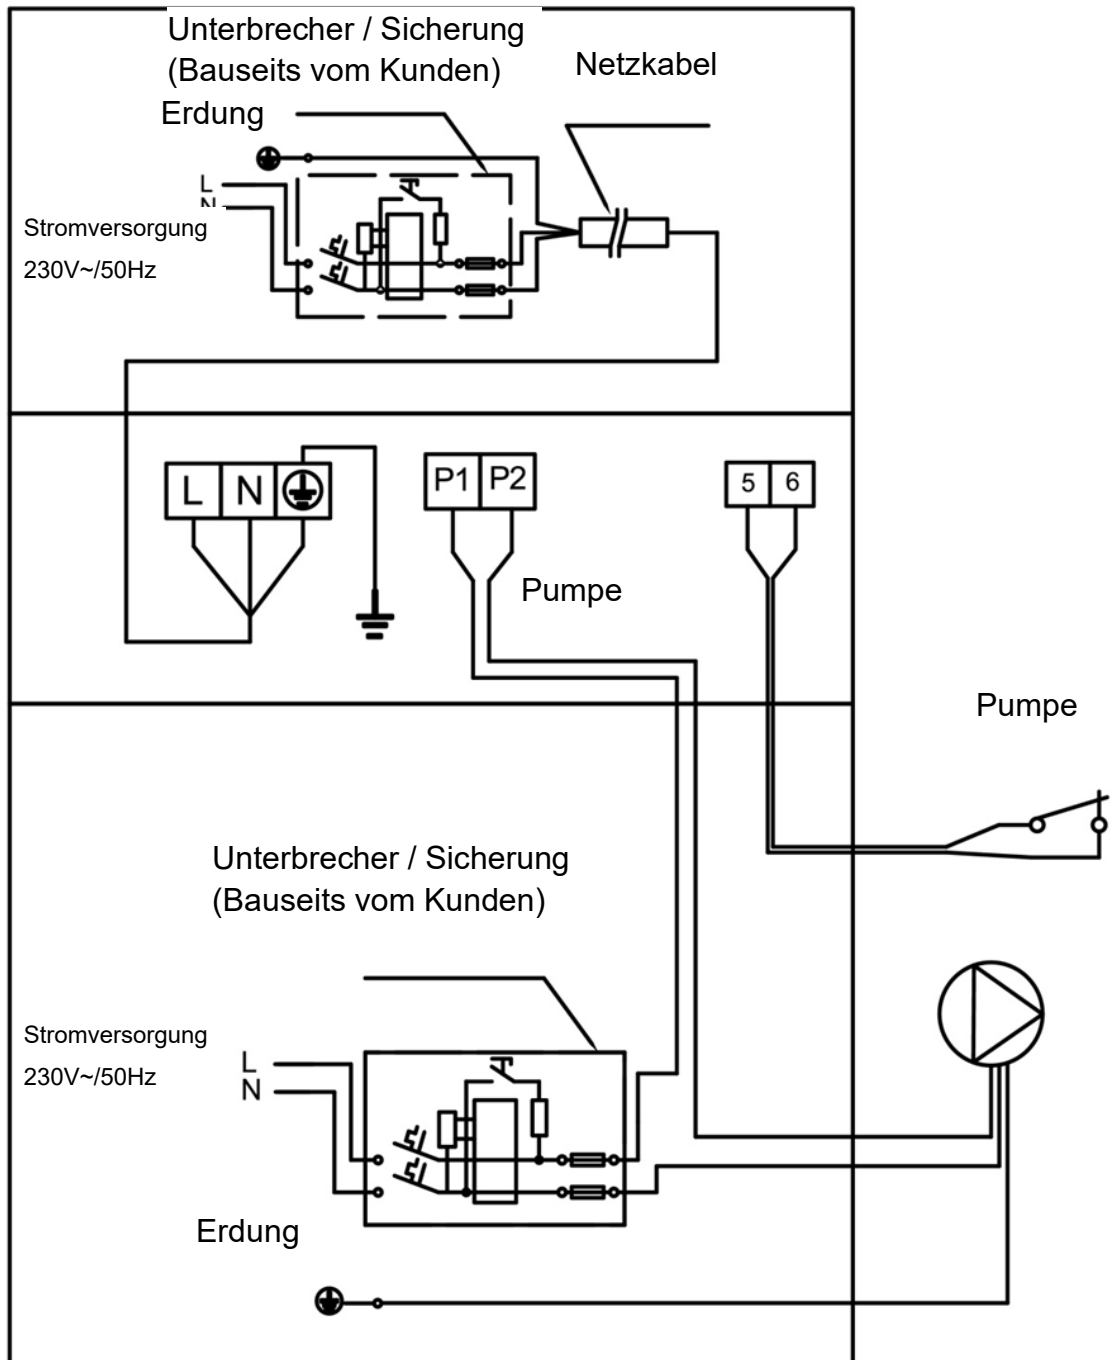 Unterbrecher / Sicherung
(Bauseits vom Kunden)
Netzkabel
Erdung
L
N
Stromversorgung
230V~/50Hz
L N
P1 P2
5 6
Pumpe
Pumpe
Unterbrecher / Sicherung
(Bauseits vom Kunden)
Stromversorgung
230V~/50Hz
L
N
Erdung